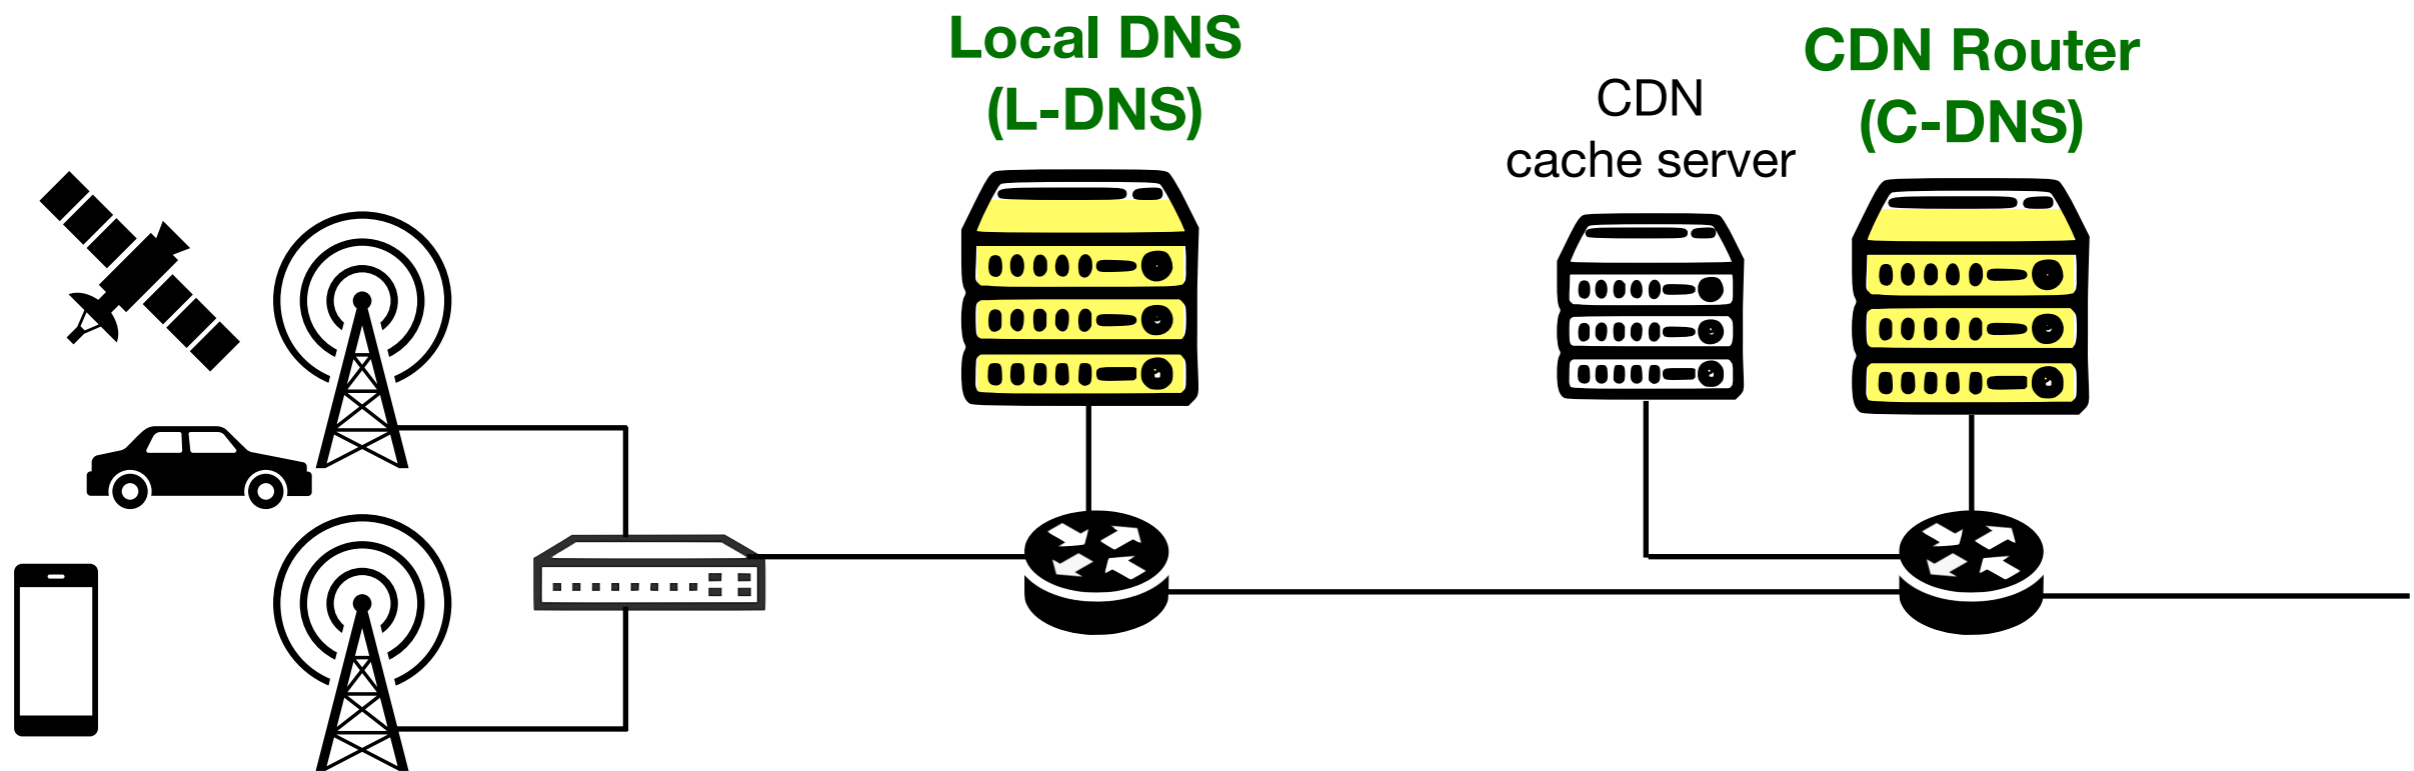 Local DNS
(L-DNS)
CDN
cache server
CDN Router
(C-DNS)